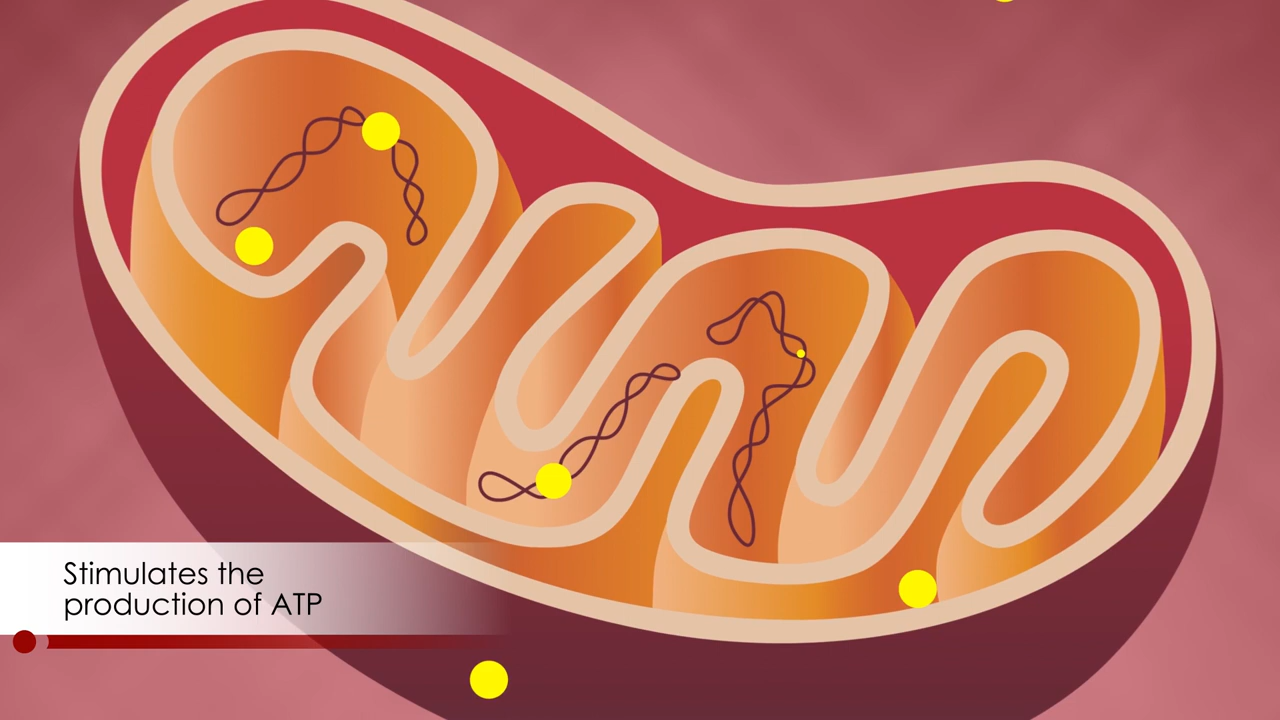 Stimulates the
production of ATP